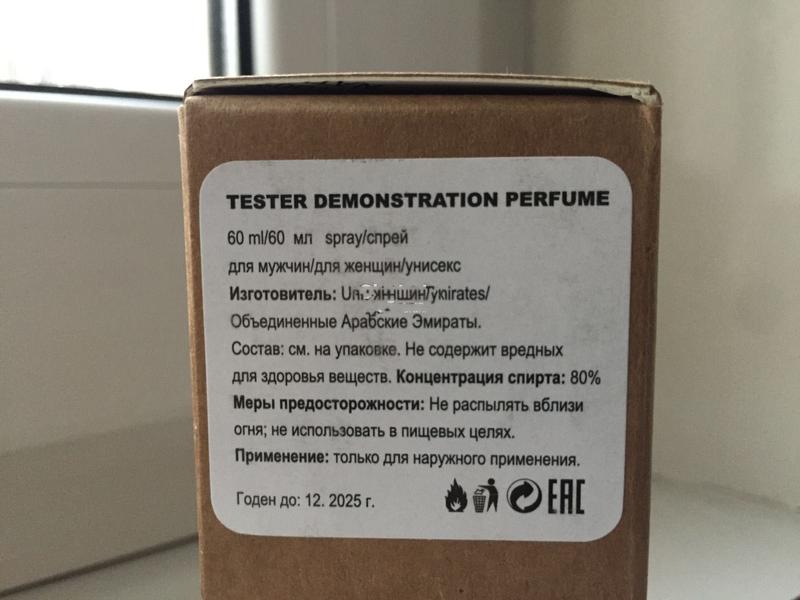 TESTER DEMONSTRATION PERFUME
60 ml/60 мл spray/спрей
для мужчин/для женщин/унисекс
Изготовитель:
Объединенные Арабские Эмираты.
Состав: см. на упаковке. Не содержит вредных
для здоровья веществ. Концентрация спирта: 80%
Меры предосторожности: Не распылять вблизи
огня; не использовать в пищевых целях.
Применение: только для наружного применения.
Годен до: 12. 2025 г.
EAC